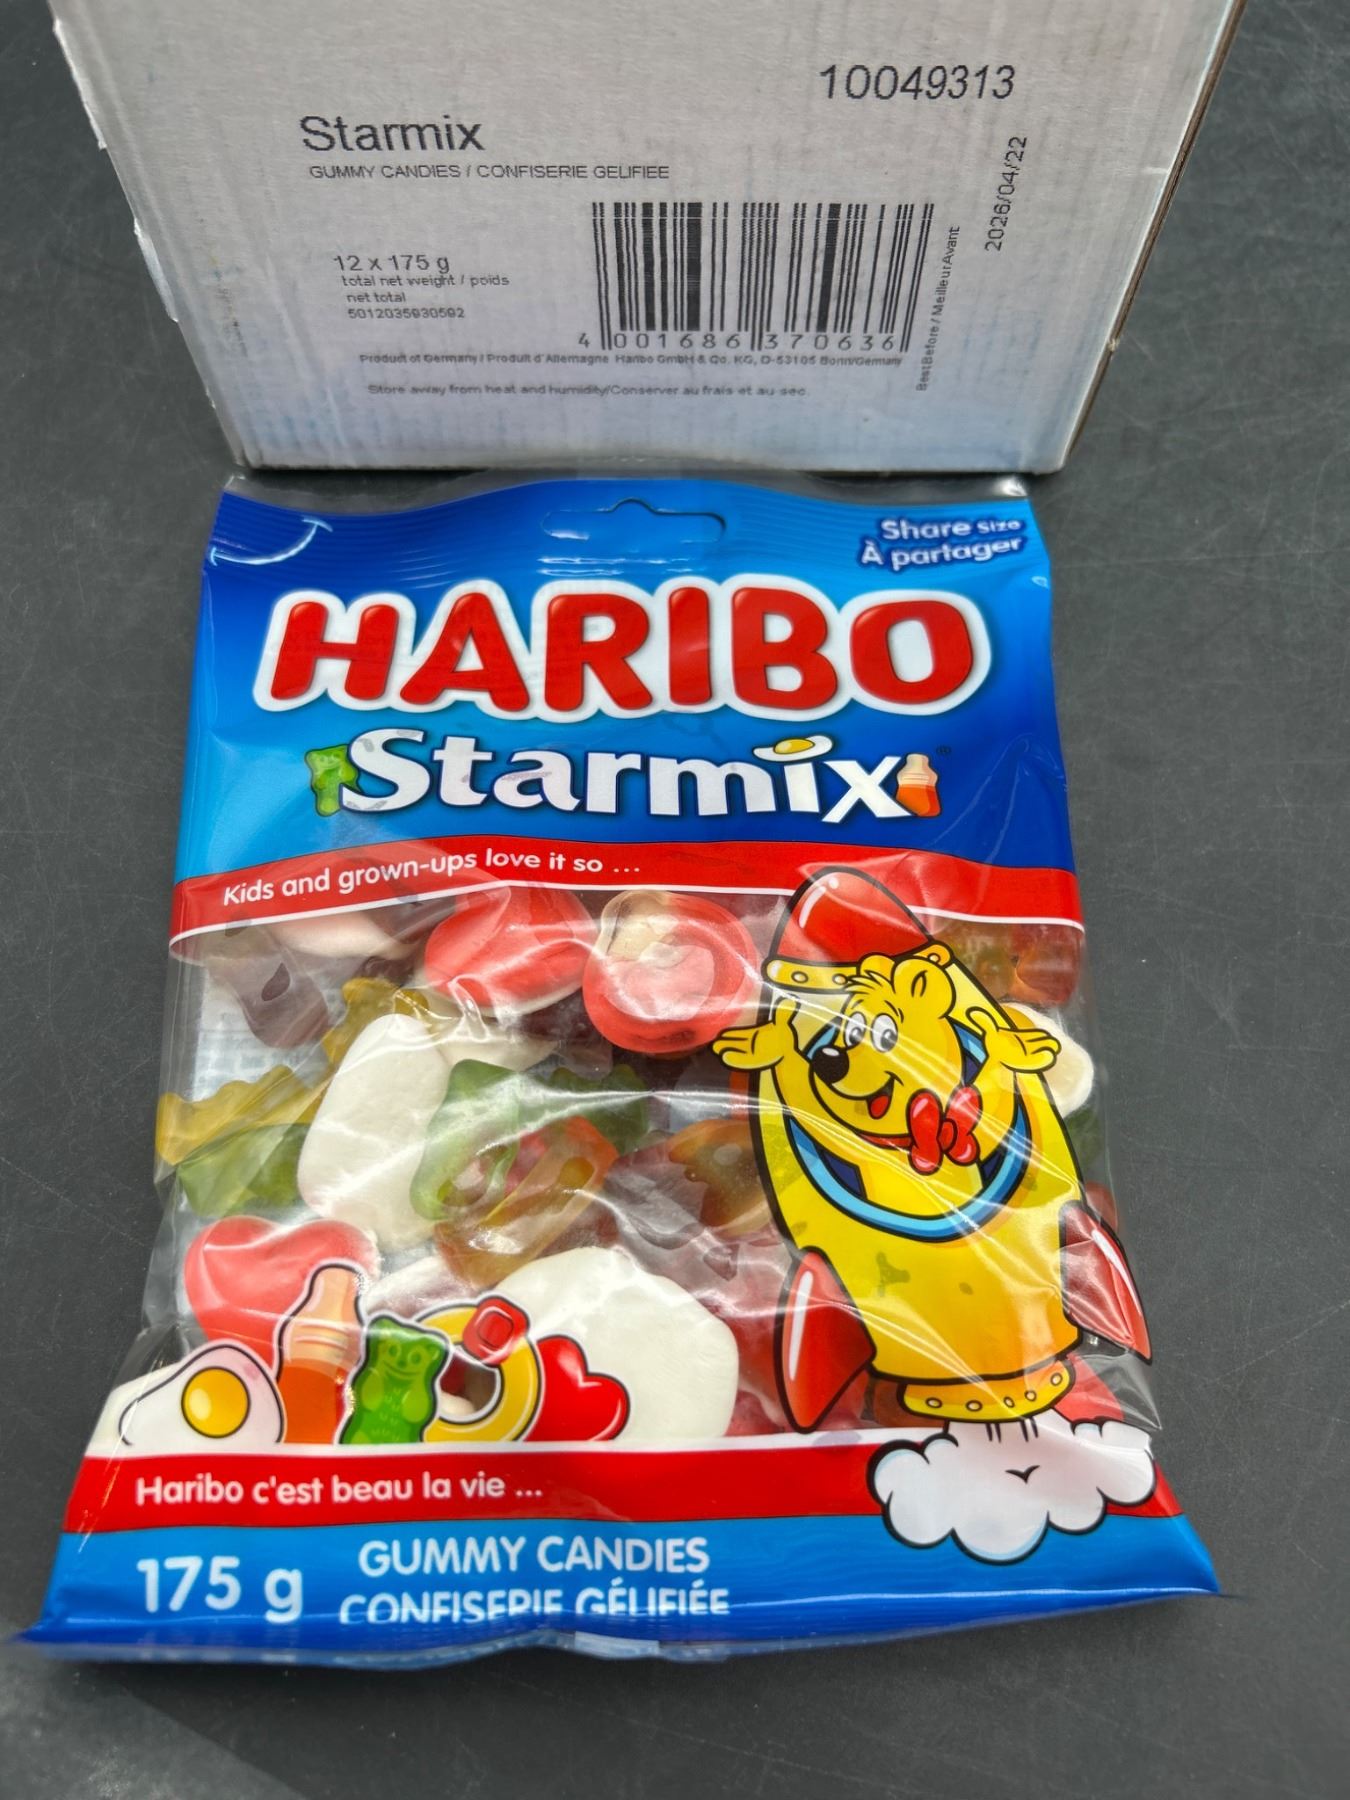 10049313
Starmix
GUMMY CANDIES / CONFISERIE GELIFIEE
2026/04/22
Best Before / Meilleur Avant
12 x 175 g
total net weight / poids
net total
5012035930592
4 001686 370636
Product of Germany / Produit d'Allemagne Haribo GmbH & Co. KG, D-53105 Bonn/Germany
Store away from heat and humidity/Conserver au frais et au sec.
Share size
À partager
HARIBO
Starmix®
Kids and grown-ups love it so ...
Haribo c'est beau la vie ...
175 g
GUMMY CANDIES
CONFISERIE GÉLIFIÉE